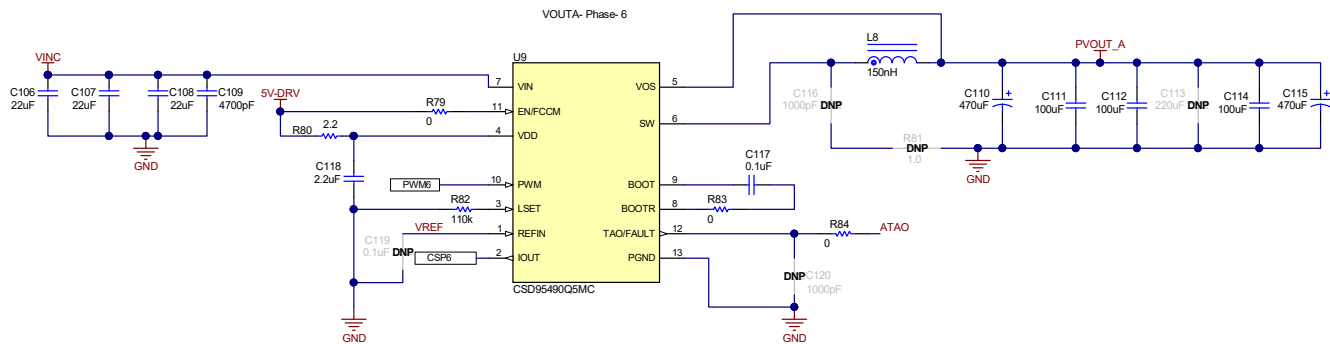 VOUTA- Phase- 6
U9
L8
150nH
PVOUT_A
VINC
C106
22uF
C107
22uF
C108
22uF
C109
4700pF
GND
5V-DRV
R79
0
R80
2.2
C118
2.2uF
PWM6
R82
110k
VREF
C119
0.1uF
DNP
CSP6
GND
7
VIN
11
EN/FCCM
4
VDD
10
PWM
3
LSET
1
REFIN
2
IOUT
VOS
5
SW
6
BOOT
9
BOOTR
8
TAO/FAULT
12
PGND
13
CSD95490Q5MC
C116
1000pF
DNP
R81
DNP
1.0
C117
0.1uF
R83
0
R84
0
ATAO
DNP
C120
1000pF
GND
C110
470uF
C111
100uF
C112
100uF
C113
220uF
DNP
C114
100uF
C115
470uF
GND